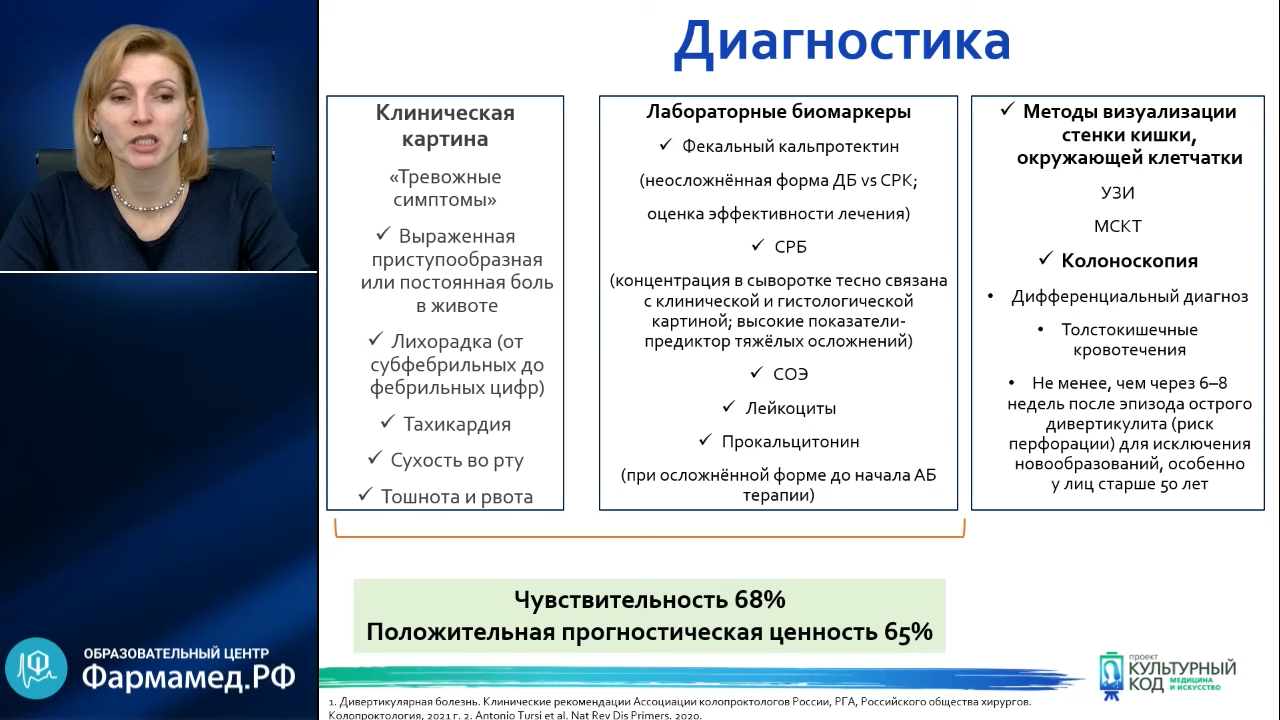 Диагностика
Клиническая
картина
«Тревожные
симптомы»
✓ Выраженная
приступообразная
или постоянная боль
в животе
✓ Лихорадка (от
субфебрильных до
фебрильных цифр)
✓ Тахикардия
✓ Сухость во рту
✓ Тошнота и рвота
Лабораторные биомаркеры
✓ Фекальный кальпротектин
(неосложнённая форма ДБ vs СРК;
оценка эффективности лечения)
✓ СРБ
(концентрация в сыворотке тесно связана
с клинической и гистологической
картиной; высокие показатели-
предиктор тяжёлых осложнений)
✓ СОЭ
✓ Лейкоциты
✓ Прокальцитонин
(при осложнённой форме до начала АБ
терапии)
✓ Методы визуализации
стенки кишки,
окружающей клетчатки
УЗИ
МСКТ
✓ Колоноскопия
• Дифференциальный диагноз
• Толстокишечные
кровотечения
• Не менее, чем через 6–8
недель после эпизода острого
дивертикулита (риск
перфорации) для исключения
новообразований, особенно
у лиц старше 50 лет
Чувствительность 68%
Положительная прогностическая ценность 65%
ОБРАЗОВАТЕЛЬНЫЙ ЦЕНТР
Фармамед.РФ
проект
КУЛЬТУРНЫЙ
КОД МЕДИЦИНА
И ИСКУССТВО
1. Дивертикулярная болезнь. Клинические рекомендации Ассоциации колопроктологов России, РГА, Российского общества хирургов.
Колопроктология, 2021 г. 2. Antonio Tursi et al. Nat Rev Dis Primers. 2020.